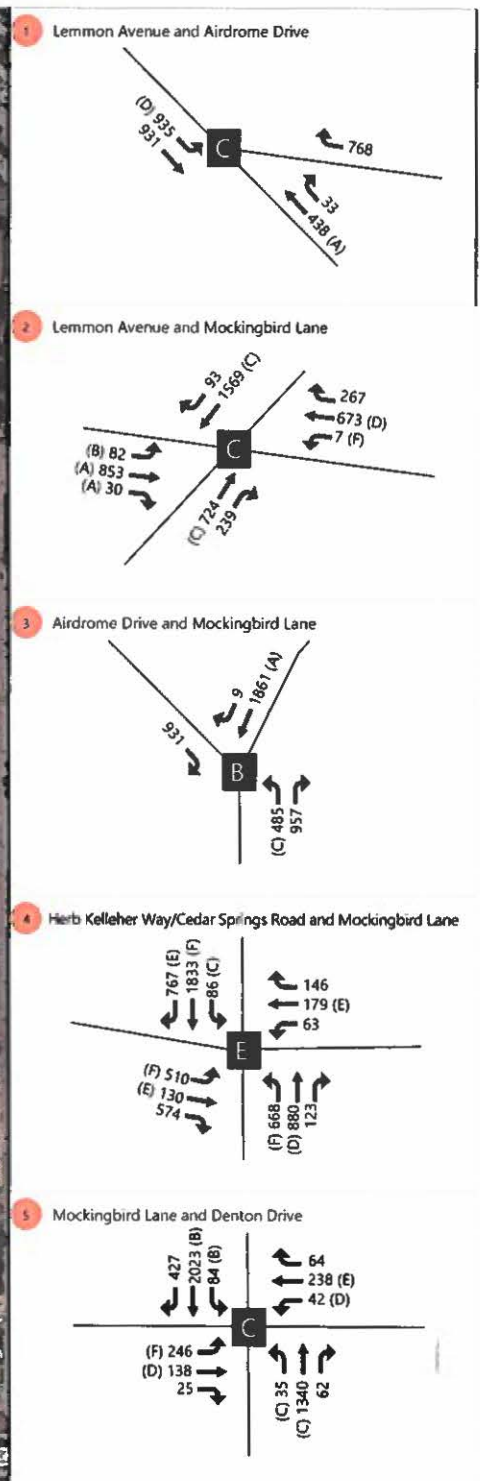 1 Lemmon Avenue and Airdrome Drive
(D) 935
931
C
768
33
438 (A)
2 Lemmon Avenue and Mockingbird Lane
93
1569 (C)
267
673 (D)
7 (F)
(B) 82
(A) 853
(A) 30
C
(C) 724
239
3 Airdrome Drive and Mockingbird Lane
9
1861 (A)
931
B
(C) 485
957
4 Herb Kelleher Way/Cedar Springs Road and Mockingbird Lane
767 (E)
1833 (F)
86 (C)
146
179 (E)
63
E
(F) 510
(E) 130
574
(F) 668
(D) 880
123
5 Mockingbird Lane and Denton Drive
427
2023 (B)
84 (B)
64
238 (E)
42 (D)
C
(F) 246
(D) 138
25
(C) 35
(C) 1340
62